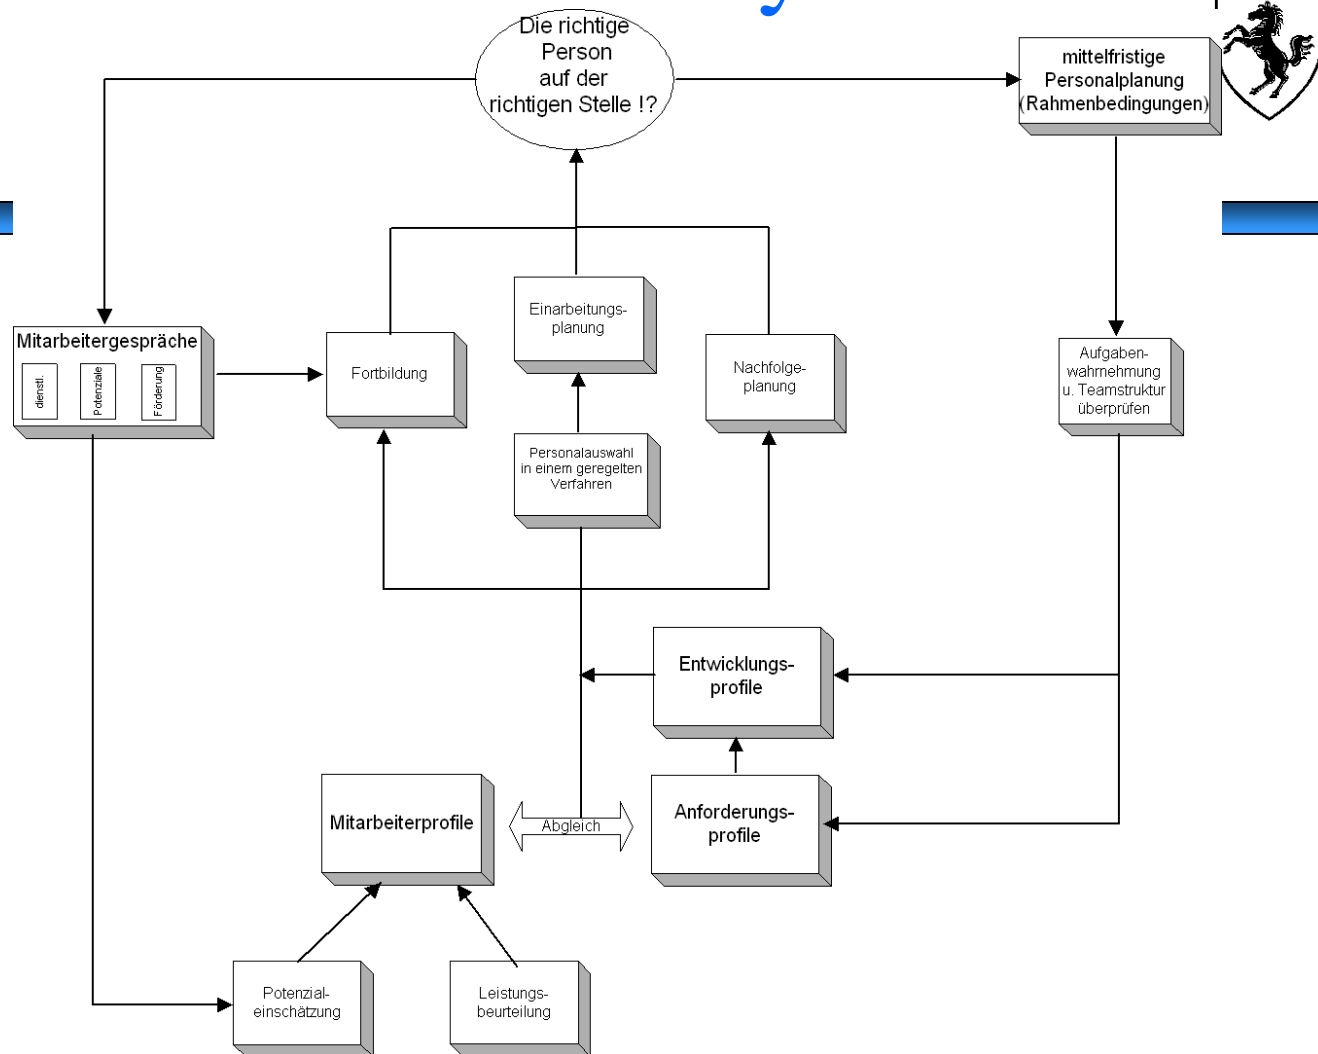 Die richtige
Person
auf der
richtigen Stelle !?
mittelfristige
Personalplanung
(Rahmenbedingungen)
Mitarbeitergespräche
dienstl.
Potenziale
Förderung
Fortbildung
Einarbeitungs-
planung
Nachfolge-
planung
Aufgaben-
wahrnehmung
u. Teamstruktur
überprüfen
Personalauswahl
in einem geregelten
Verfahren
Entwicklungs-
profile
Mitarbeiterprofile
Abgleich
Anforderungs-
profile
Potenzial-
einschätzung
Leistungs-
beurteilung